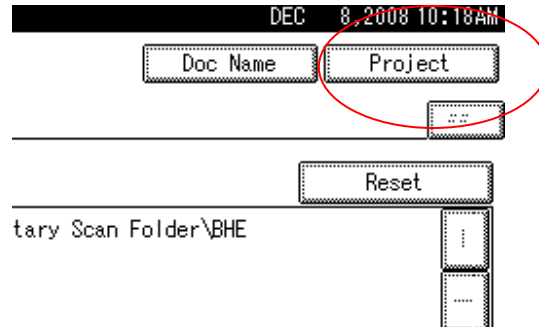 DEC 8,2008 10:18AM
Doc Name Project
Reset
tary Scan Folder\BHE